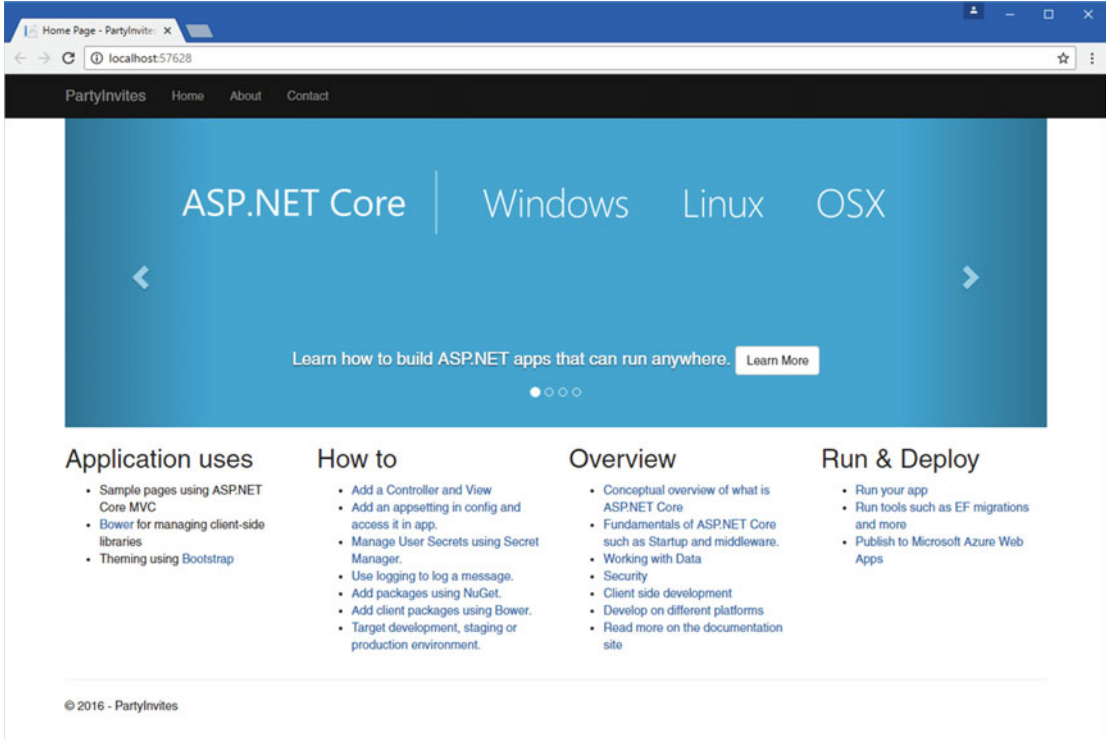 Home Page - PartyInvites
localhost:57628
PartyInvites Home About Contact
ASP.NET Core Windows Linux OSX
Learn how to build ASP.NET apps that can run anywhere. Learn More
Application uses
Sample pages using ASP.NET
Core MVC
Bower for managing client-side
libraries
Theming using Bootstrap
How to
Add a Controller and View
Add an appsetting in config and
access it in app.
Manage User Secrets using Secret
Manager.
Use logging to log a message.
Add packages using NuGet.
Add client packages using Bower.
Target development, staging or
production environment.
Overview
Conceptual overview of what is
ASP.NET Core
Fundamentals of ASP.NET Core
such as Startup and middleware.
Working with Data
Security
Client side development
Develop on different platforms
Read more on the documentation
site
Run & Deploy
Run your app
Run tools such as EF migrations
and more
Publish to Microsoft Azure Web
Apps
© 2016 - PartyInvites